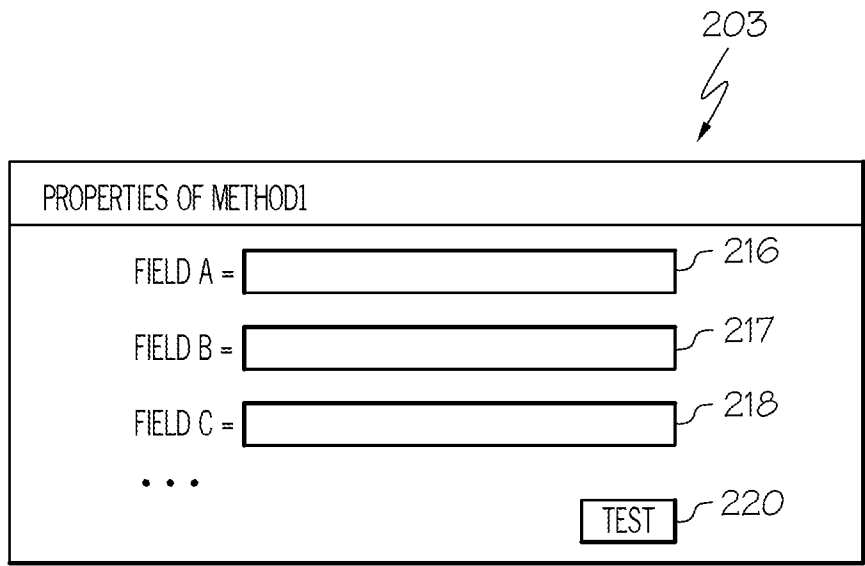 203
PROPERTIES OF METHOD1
FIELD A = 216
FIELD B = 217
FIELD C = 218
...
TEST 220